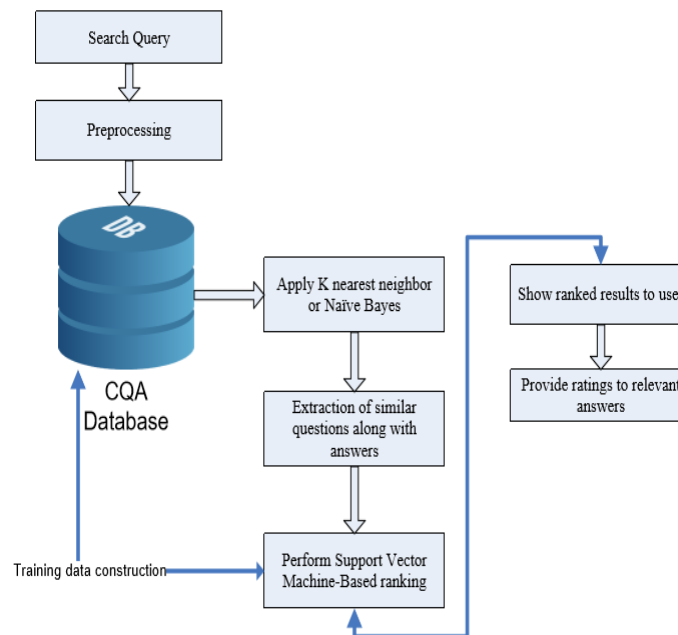 Search Query
Preprocessing
DB
CQA
Database
Apply K nearest neighbor
or Naïve Bayes
Extraction of similar
questions along with
answers
Perform Support Vector
Machine-Based ranking
Training data construction
Show ranked results to use
Provide ratings to relevant
answers